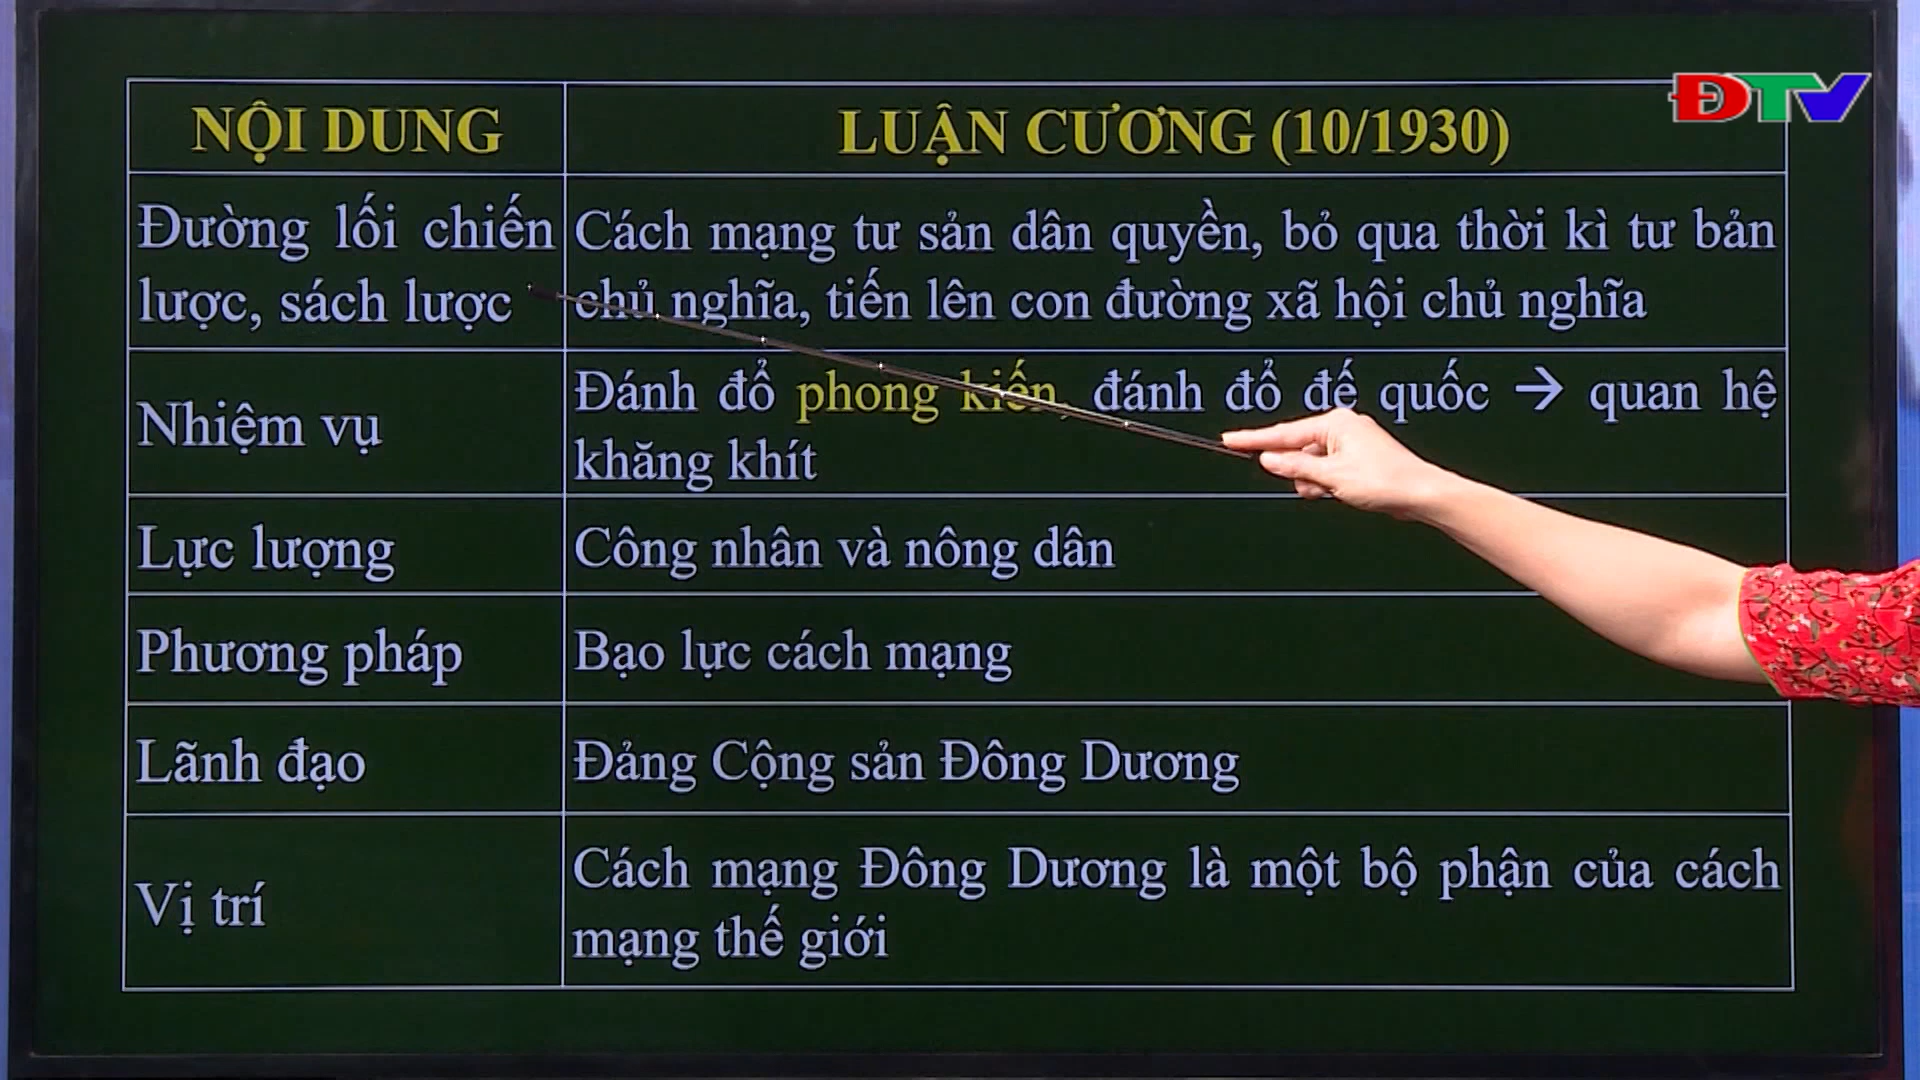 ĐTV
NỘI DUNG
LUẬN CƯƠNG (10/1930)
Đường lối chiến
lược, sách lược
Cách mạng tư sản dân quyền, bỏ qua thời kì tư bản
chủ nghĩa, tiến lên con đường xã hội chủ nghĩa
Nhiệm vụ
Đánh đổ phong kiến, đánh đổ đế quốc → quan hệ
khăng khít
Lực lượng
Công nhân và nông dân
Phương pháp
Bạo lực cách mạng
Lãnh đạo
Đảng Cộng sản Đông Dương
Vị trí
Cách mạng Đông Dương là một bộ phận của cách
mạng thế giới